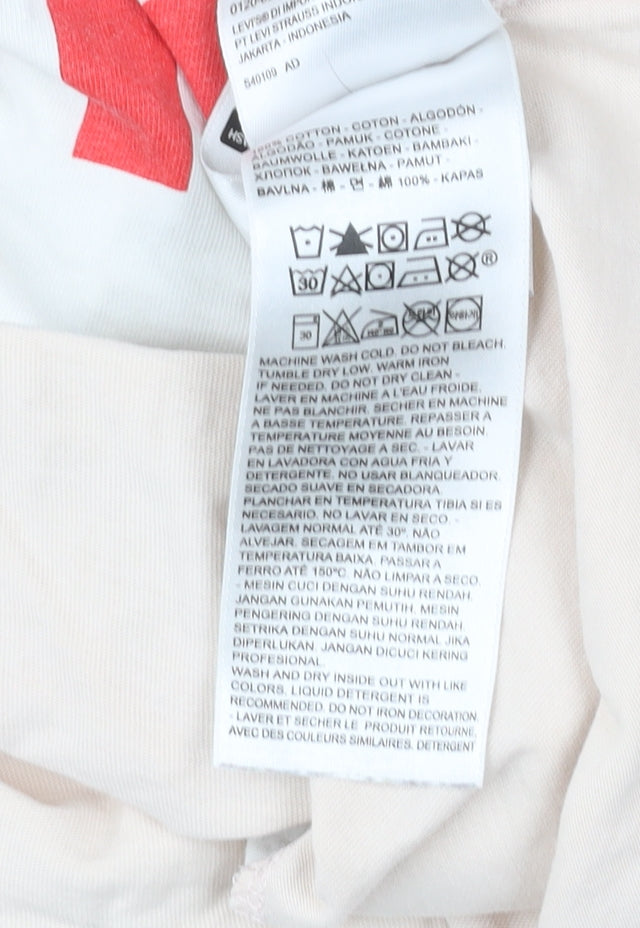 LEVI'S® DI IMPOR
PT LEVI STRAUSS INDON
JAKARTA - INDONESIA
S40109 AD
100% COTTON - COTON - ALGODÓN -
ALGODÃO - PAMUK - COTONE -
BAUMWOLLE - KATOEN - BAMBAKI -
ХЛОПОК - BAWEŁNA - PAMUT -
BAVLNA - 棉 - 면 - 綿 100% - KAPAS
30 ®
30
MACHINE WASH COLD. DO NOT BLEACH.
TUMBLE DRY LOW. WARM IRON
IF NEEDED. DO NOT DRY CLEAN -
LAVER EN MACHINE A L'EAU FROIDE.
NE PAS BLANCHIR. SECHER EN MACHINE
A BASSE TEMPERATURE. REPASSER A
TEMPERATURE MOYENNE AU BESOIN.
PAS DE NETTOYAGE A SEC. - LAVAR
EN LAVADORA CON AGUA FRIA Y
DETERGENTE. NO USAR BLANQUEADOR.
SECADO SUAVE EN SECADORA.
PLANCHAR EN TEMPERATURA TIBIA SI ES
NECESARIO. NO LAVAR EN SECO. -
LAVAGEM NORMAL ATÉ 30º. NÃO
ALVEJAR. SECAGEM EM TAMBOR EM
TEMPERATURA BAIXA. PASSAR A
FERRO ATÉ 150ºC. NÃO LIMPAR A SECO.
- MESIN CUCI DENGAN SUHU RENDAH.
JANGAN GUNAKAN PEMUTIH. MESIN
PENGERING DENGAN SUHU RENDAH.
SETRIKA DENGAN SUHU NORMAL JIKA
DIPERLUKAN. JANGAN DICUCI KERING
PROFESIONAL.
WASH AND DRY INSIDE OUT WITH LIKE
COLORS. LIQUID DETERGENT IS
RECOMMENDED. DO NOT IRON DECORATION.
- LAVER ET SECHER LE PRODUIT RETOURNE,
AVEC DES COULEURS SIMILAIRES. DETERGENT